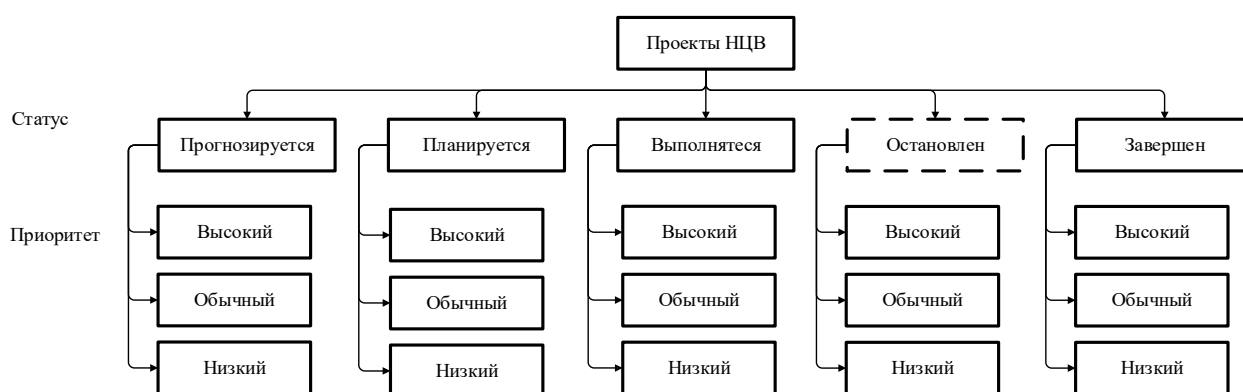 Проекты НЦВ
Статус
Прогнозируется
Планируется
Выполнятеся
Остановлен
Завершен
Приоритет
Высокий
Высокий
Высокий
Высокий
Высокий
Обычный
Обычный
Обычный
Обычный
Обычный
Низкий
Низкий
Низкий
Низкий
Низкий